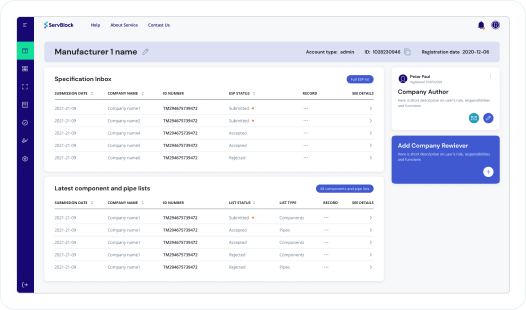 ServBlock Help About Service Contact Us
Manufacturer 1 name Account type: admin ID: 1028230946 Registration date 2020-12-06
Specification Inbox Full ESP list
SUBMISSION DATE COMPANY NAME ID NUMBER ESP STATUS RECORD SEE DETAILS
2021-21-09 Company name1 TM294675739472 Submitted
2021-21-09 Company name1 TM294675739472 Submitted
2021-21-09 Company name1 TM294675739472 Accepted
2021-21-09 Company name1 TM294675739472 Accepted
2021-21-09 Company name1 TM294675739472 Rejected
Latest component and pipe lists All components and pipe lists
SUBMISSION DATE COMPANY NAME ID NUMBER LIST STATUS LIST TYPE RECORD SEE DETAILS
2021-21-09 Company name1 TM294675739472 Submitted Components
2021-21-09 Company name1 TM294675739472 Accepted Pipes
2021-21-09 Company name1 TM294675739472 Accepted Components
2021-21-09 Company name1 TM294675739472 Rejected Pipes
2021-21-09 Company name1 TM294675739472 Rejected Components
Peter Paul
Company Author
Here is short description on user's role, responsibilities,
and functions
Add Company Rewiever
Here is short description on user's role, responsibilities,
and functions